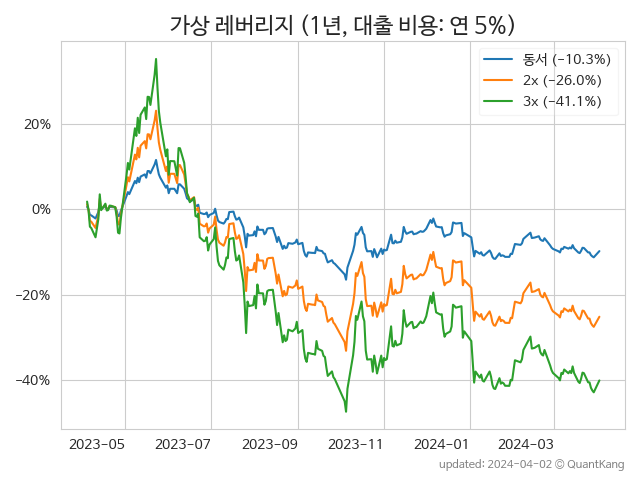 가상 레버리지 (1년, 대출 비용: 연 5%)
동서 (−10.3%)
2x (−26.0%)
3x (−41.1%)
20%
0%
−20%
−40%
2023−05 2023−07 2023−09 2023−11 2024−01 2024−03
updated: 2024−04−02 © QuantKang